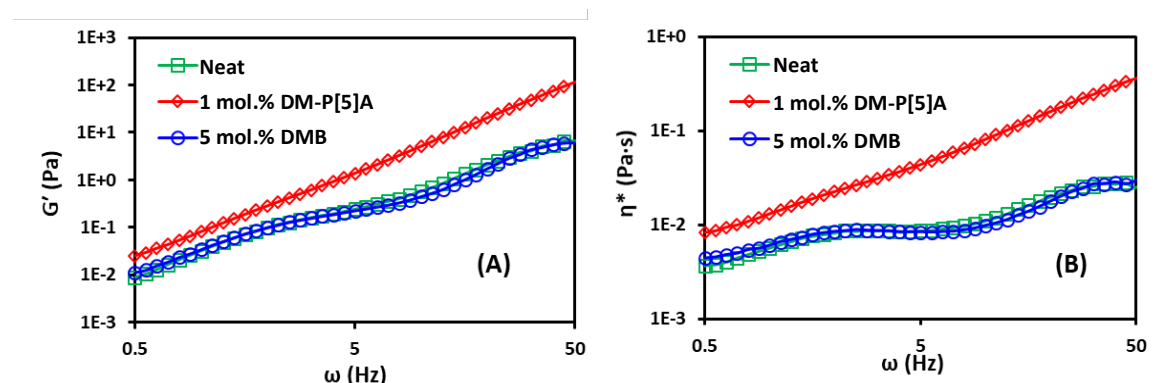 1E+3
1E+2
1E+1
1E+0
1E-1
1E-2
1E-3
G′ (Pa)
Neat
1 mol.% DM-P[5]A
5 mol.% DMB
(A)
0.5
5
50
ω (Hz)
1E+0
1E-1
1E-2
1E-3
η* (Pa·s)
Neat
1 mol.% DM-P[5]A
5 mol.% DMB
(B)
0.5
5
50
ω (Hz)